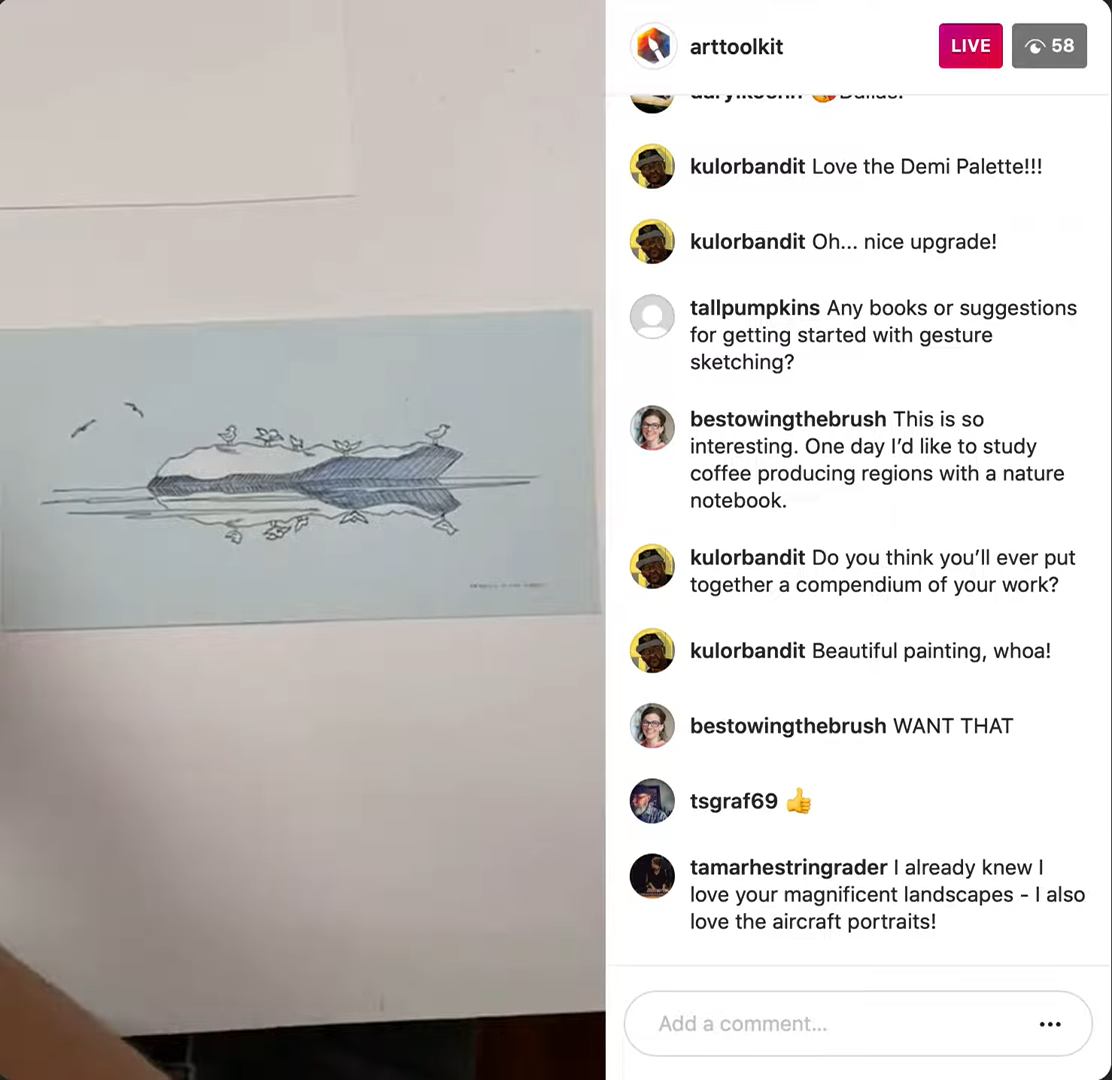 arttoolkit
LIVE
58
kulorbandit Love the Demi Palette!!!
kulorbandit Oh... nice upgrade!
tallpumpkins Any books or suggestions
for getting started with gesture
sketching?
bestowingthebrush This is so
interesting. One day I’d like to study
coffee producing regions with a nature
notebook.
kulorbandit Do you think you’ll ever put
together a compendium of your work?
kulorbandit Beautiful painting, whoa!
bestowingthebrush WANT THAT
tsgraf69 👍
tamarhestringrader I already knew I
love your magnificent landscapes - I also
love the aircraft portraits!
Add a comment...